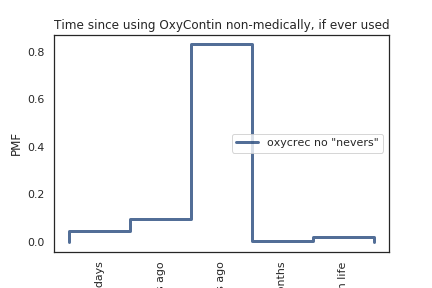 Time since using OxyContin non-medically, if ever used
0.8
0.6
PMF
0.4
oxycrec no "nevers"
0.2
0.0
days
ago
ago
life